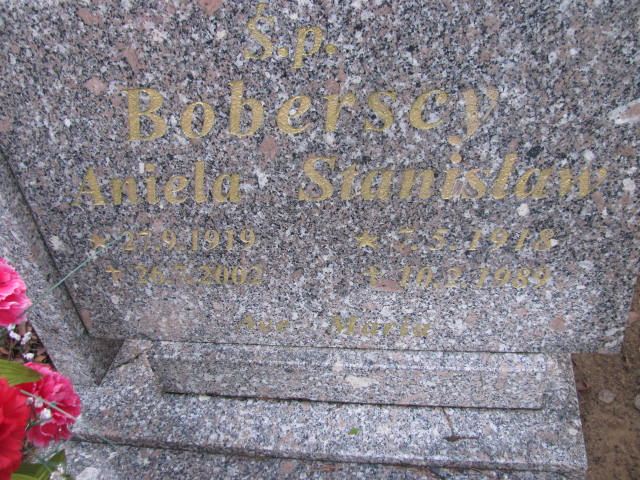 Ś.p.
Boberscy
Aniela Stanisław
★ 27.9.1919 ★ 7.5.1918
✝ 26.7.2002 ✝ 10.2.1989
Ave Maria